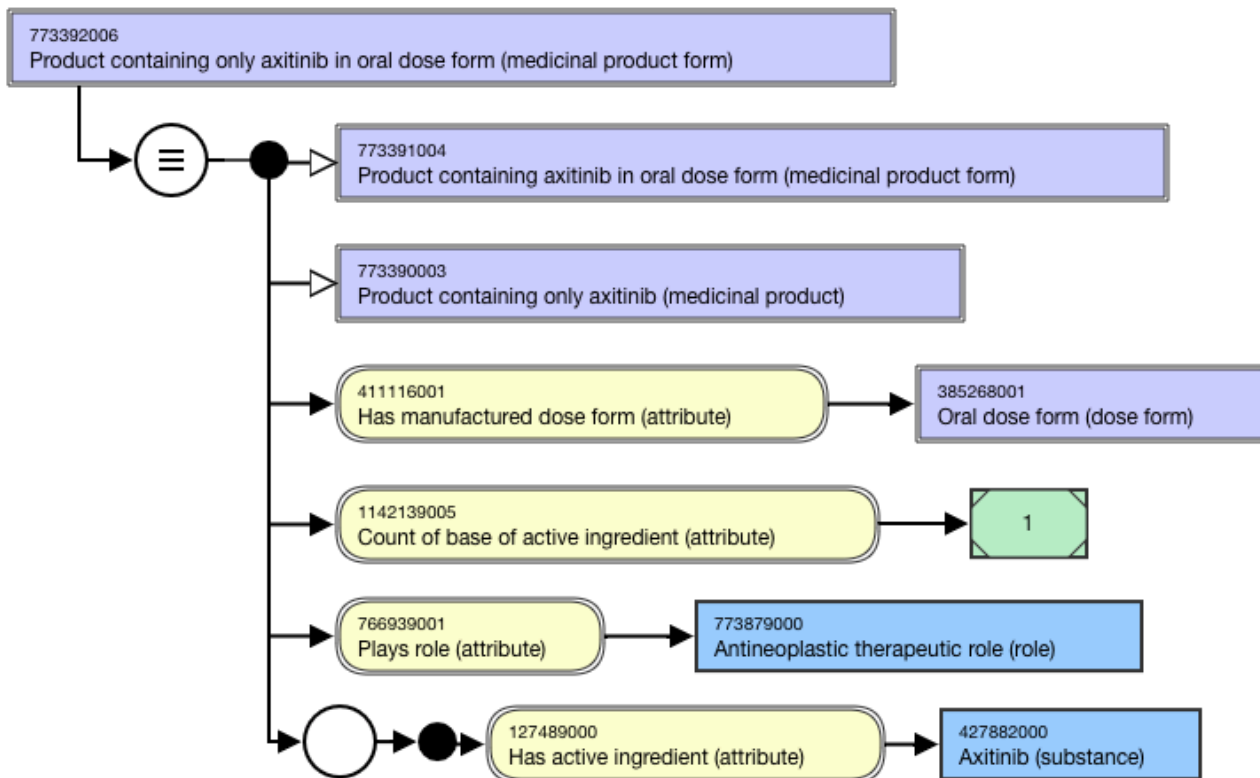 773392006
Product containing only axitinib in oral dose form (medicinal product form)
773391004
Product containing axitinib in oral dose form (medicinal product form)
773390003
Product containing only axitinib (medicinal product)
411116001
Has manufactured dose form (attribute)
385268001
Oral dose form (dose form)
1142139005
Count of base of active ingredient (attribute)
1
766939001
Plays role (attribute)
773879000
Antineoplastic therapeutic role (role)
127489000
Has active ingredient (attribute)
427882000
Axitinib (substance)